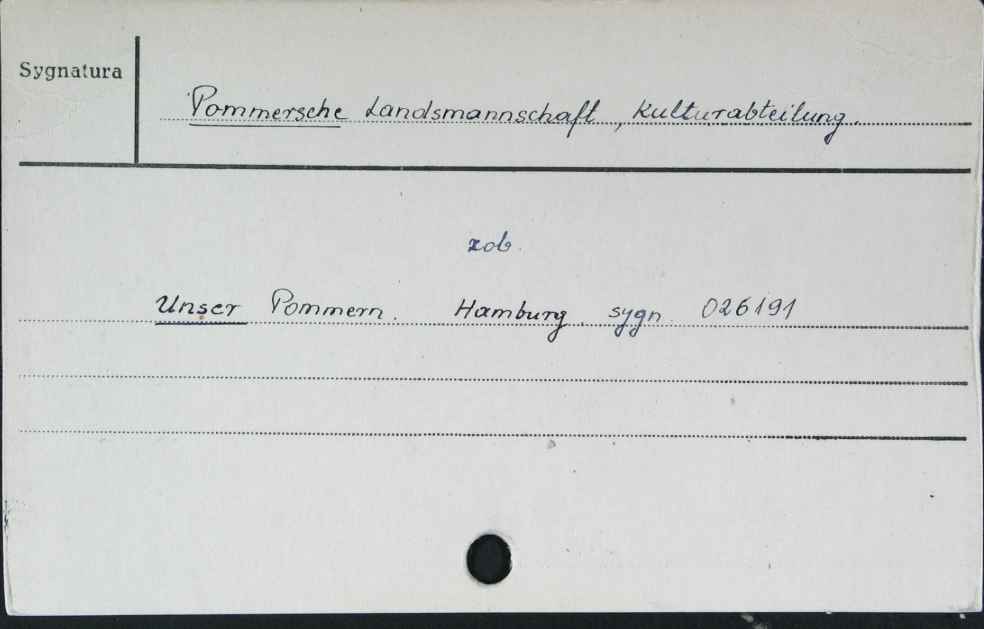 Sygnatura
Pommersche Landsmannschaft, Kulturabteilung.
zob.
Unser Pommern. Hamburg. sygn. 026191